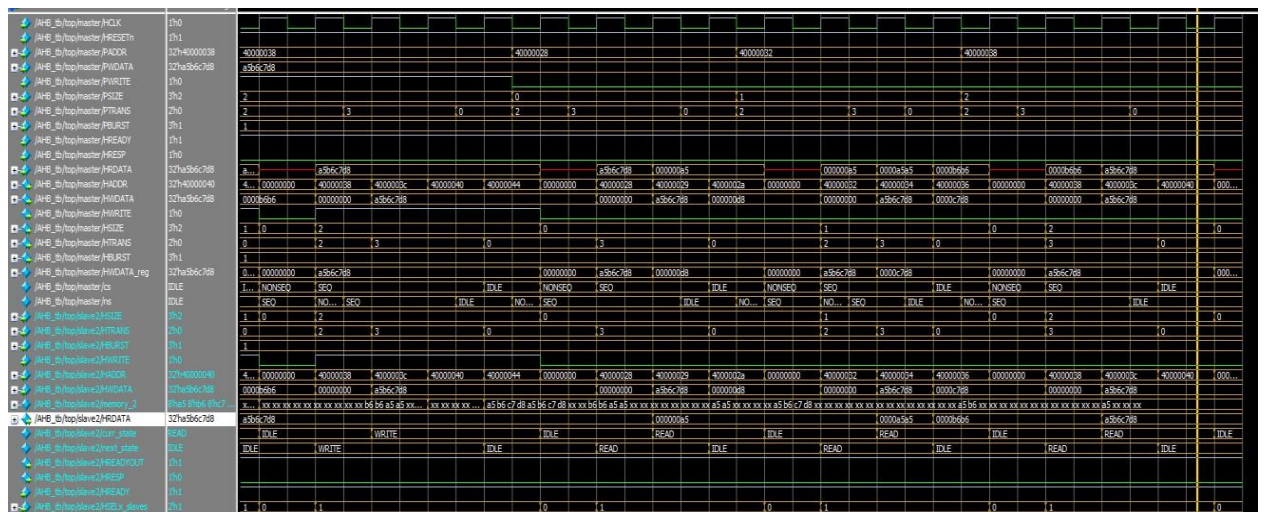 /AHB_tb/top/master/HCLK 1'h0
/AHB_tb/top/master/HRESETn 1'h1
/AHB_tb/top/master/PADDR 32'h40000038 40000038 40000028 40000032 40000038
/AHB_tb/top/master/PWDATA 32'ha5b6c7d8 a5b6c7d8
/AHB_tb/top/master/PWRITE 1'h0
/AHB_tb/top/master/PSIZE 3'h2 2 0 1 2
/AHB_tb/top/master/PTRANS 2'h0 2 3 0 2 3 0 2 3 0 2 3 0
/AHB_tb/top/master/PBURST 3'h1 1
/AHB_tb/top/master/HREADY 1'h1
/AHB_tb/top/master/HRESP 1'h0
/AHB_tb/top/master/HRDATA 32'ha5b6c7d8 a... a5b6c7d8 a5b6c7d8 000000a5 000000a5 0000a5a5 0000b6b6 0000b6b6 a5b6c7d8
/AHB_tb/top/master/HADDR 32'h40000040 4... 00000000 40000038 4000003c 40000040 40000044 00000000 40000028 40000029 4000002a 00000000 40000032 40000034 40000036 00000000 40000038 4000003c 40000040 000...
/AHB_tb/top/master/HWDATA 32'ha5b6c7d8 0000b6b6 00000000 a5b6c7d8 00000000 a5b6c7d8 000000d8 00000000 a5b6c7d8 0000c7d8 00000000 a5b6c7d8
/AHB_tb/top/master/HWRITE 1'h0
/AHB_tb/top/master/HSIZE 3'h2 1 0 2 0 1 0 2 0
/AHB_tb/top/master/HTRANS 2'h0 0 2 3 0 3 0 2 3 0 3 0
/AHB_tb/top/master/HBURST 3'h1 1
/AHB_tb/top/master/HWDATA_reg 32'ha5b6c7d8 0... 00000000 a5b6c7d8 00000000 a5b6c7d8 000000d8 00000000 a5b6c7d8 0000c7d8 00000000 a5b6c7d8 000...
/AHB_tb/top/master/cs IDLE I... NONSEQ SEQ IDLE NONSEQ SEQ IDLE NONSEQ SEQ IDLE NONSEQ SEQ IDLE
/AHB_tb/top/master/ns IDLE SEQ NO... SEQ IDLE NO... SEQ IDLE NO... SEQ NO... SEQ IDLE NO... SEQ IDLE
/AHB_tb/top/slave2/HSIZE 3'h2 1 0 2 0 1 0 2 0
/AHB_tb/top/slave2/HTRANS 2'h0 0 2 3 0 3 0 2 3 0 3 0
/AHB_tb/top/slave2/HBURST 3'h1 1
/AHB_tb/top/slave2/HWRITE 1'h0
/AHB_tb/top/slave2/HADDR 32'h40000040 4... 00000000 40000038 4000003c 40000040 40000044 00000000 40000028 40000029 4000002a 00000000 40000032 40000034 40000036 00000000 40000038 4000003c 40000040 000...
/AHB_tb/top/slave2/HWDATA 32'ha5b6c7d8 0000b6b6 00000000 a5b6c7d8 00000000 a5b6c7d8 000000d8 00000000 a5b6c7d8 0000c7d8 00000000 a5b6c7d8
/AHB_tb/top/slave2/memory_2 8'ha5 8'hb6 8'hc7 ...
/AHB_tb/top/slave2/HRDATA 32'ha5b6c7d8 a5b6c7d8 000000a5 0000a5a5 0000b6b6 a5b6c7d8
/AHB_tb/top/slave2/curr_state READ IDLE WRITE IDLE READ IDLE READ IDLE READ IDLE
/AHB_tb/top/slave2/next_state IDLE IDLE WRITE IDLE READ IDLE READ IDLE READ IDLE
/AHB_tb/top/slave2/HREADYOUT 1'h1
/AHB_tb/top/slave2/HRESP 1'h0
/AHB_tb/top/slave2/HREADY 1'h1
/AHB_tb/top/slave2/HSELx_slaves 2'h1 1 0 1 0 1 0 1 0 1 0